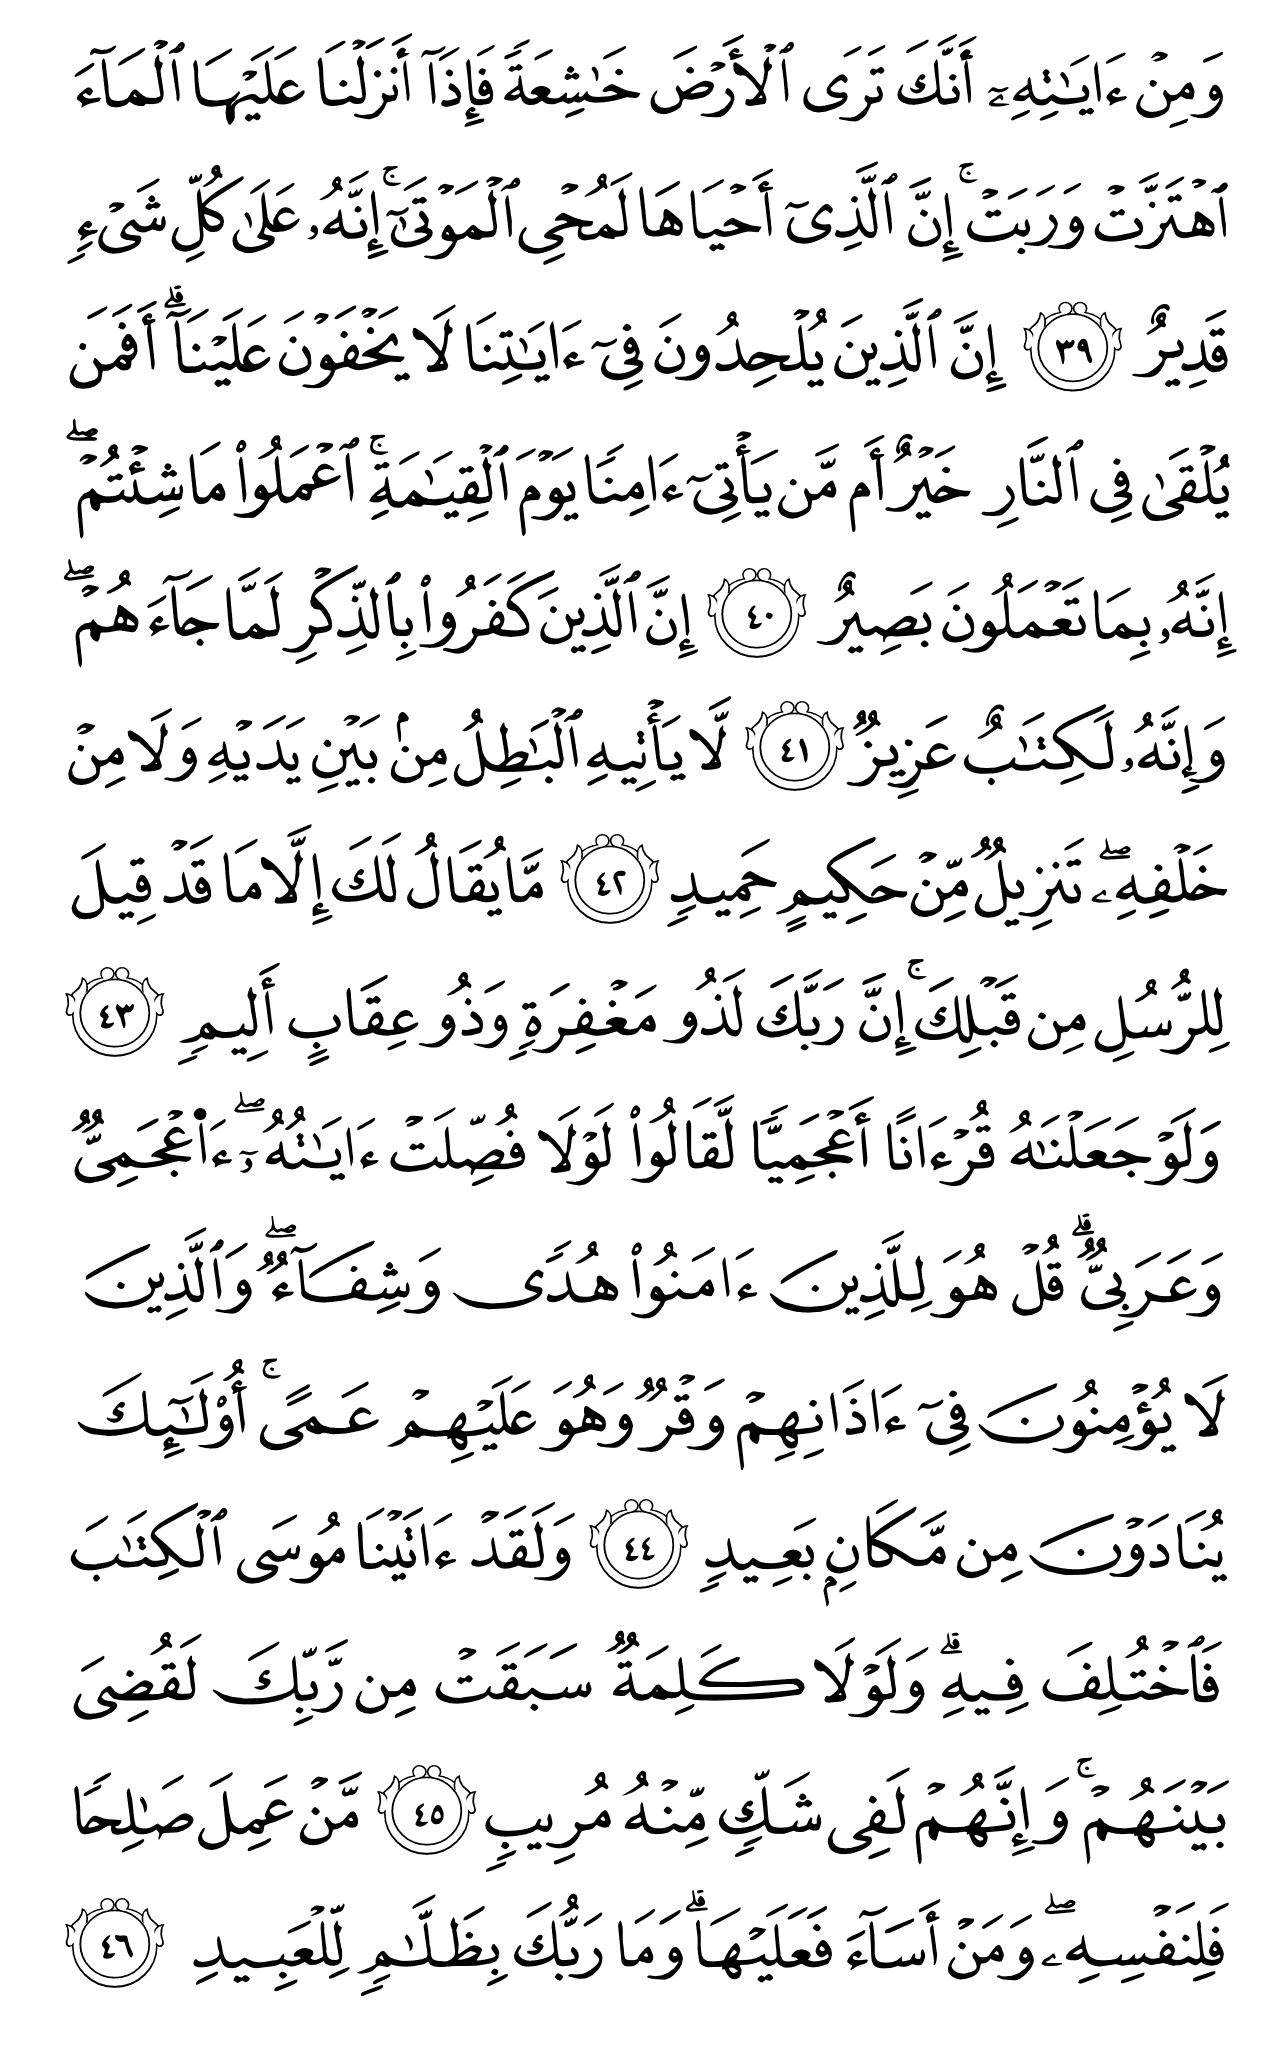 وَمِنۡ ءَايَٰتِهِۦٓ أَنَّكَ تَرَى ٱلۡأَرۡضَ خَٰشِعَةٗ فَإِذَآ أَنزَلۡنَا عَلَيۡهَا ٱلۡمَآءَ
ٱهۡتَزَّتۡ وَرَبَتۡۚ إِنَّ ٱلَّذِيٓ أَحۡيَاهَا لَمُحۡيِ ٱلۡمَوۡتَىٰٓۚ إِنَّهُۥ عَلَىٰ كُلِّ شَيۡءٖ
قَدِيرٌ ٣٩ إِنَّ ٱلَّذِينَ يُلۡحِدُونَ فِيٓ ءَايَٰتِنَا لَا يَخۡفَوۡنَ عَلَيۡنَآۗ أَفَمَن
يُلۡقَىٰ فِي ٱلنَّارِ خَيۡرٌ أَم مَّن يَأۡتِيٓ ءَامِنٗا يَوۡمَ ٱلۡقِيَٰمَةِۚ ٱعۡمَلُواْ مَا شِئۡتُمۡۖ
إِنَّهُۥ بِمَا تَعۡمَلُونَ بَصِيرٌ ٤٠ إِنَّ ٱلَّذِينَ كَفَرُواْ بِٱلذِّكۡرِ لَمَّا جَآءَهُمۡۖ
وَإِنَّهُۥ لَكِتَٰبٌ عَزِيزٞ ٤١ لَّا يَأۡتِيهِ ٱلۡبَٰطِلُ مِنۢ بَيۡنِ يَدَيۡهِ وَلَا مِنۡ
خَلۡفِهِۦۖ تَنزِيلٞ مِّنۡ حَكِيمٍ حَمِيدٖ ٤٢ مَّا يُقَالُ لَكَ إِلَّا مَا قَدۡ قِيلَ
لِلرُّسُلِ مِن قَبۡلِكَۚ إِنَّ رَبَّكَ لَذُو مَغۡفِرَةٖ وَذُو عِقَابٍ أَلِيمٖ ٤٣
وَلَوۡ جَعَلۡنَٰهُ قُرۡءَانًا أَعۡجَمِيّٗا لَّقَالُواْ لَوۡلَا فُصِّلَتۡ ءَايَٰتُهُۥٓۖ ءَا۬عۡجَمِيّٞ
وَعَرَبِيّٞۗ قُلۡ هُوَ لِلَّذِينَ ءَامَنُواْ هُدٗى وَشِفَآءٞۖ وَٱلَّذِينَ
لَا يُؤۡمِنُونَ فِيٓ ءَاذَانِهِمۡ وَقۡرٞ وَهُوَ عَلَيۡهِمۡ عَمًىۚ أُوْلَٰٓئِكَ
يُنَادَوۡنَ مِن مَّكَانِۭ بَعِيدٖ ٤٤ وَلَقَدۡ ءَاتَيۡنَا مُوسَى ٱلۡكِتَٰبَ
فَٱخۡتُلِفَ فِيهِۗ وَلَوۡلَا كَلِمَةٞ سَبَقَتۡ مِن رَّبِّكَ لَقُضِيَ
بَيۡنَهُمۡۚ وَإِنَّهُمۡ لَفِي شَكّٖ مِّنۡهُ مُرِيبٖ ٤٥ مَّنۡ عَمِلَ صَٰلِحٗا
فَلِنَفۡسِهِۦۖ وَمَنۡ أَسَآءَ فَعَلَيۡهَاۗ وَمَا رَبُّكَ بِظَلَّٰمٖ لِّلۡعَبِيدِ ٤٦